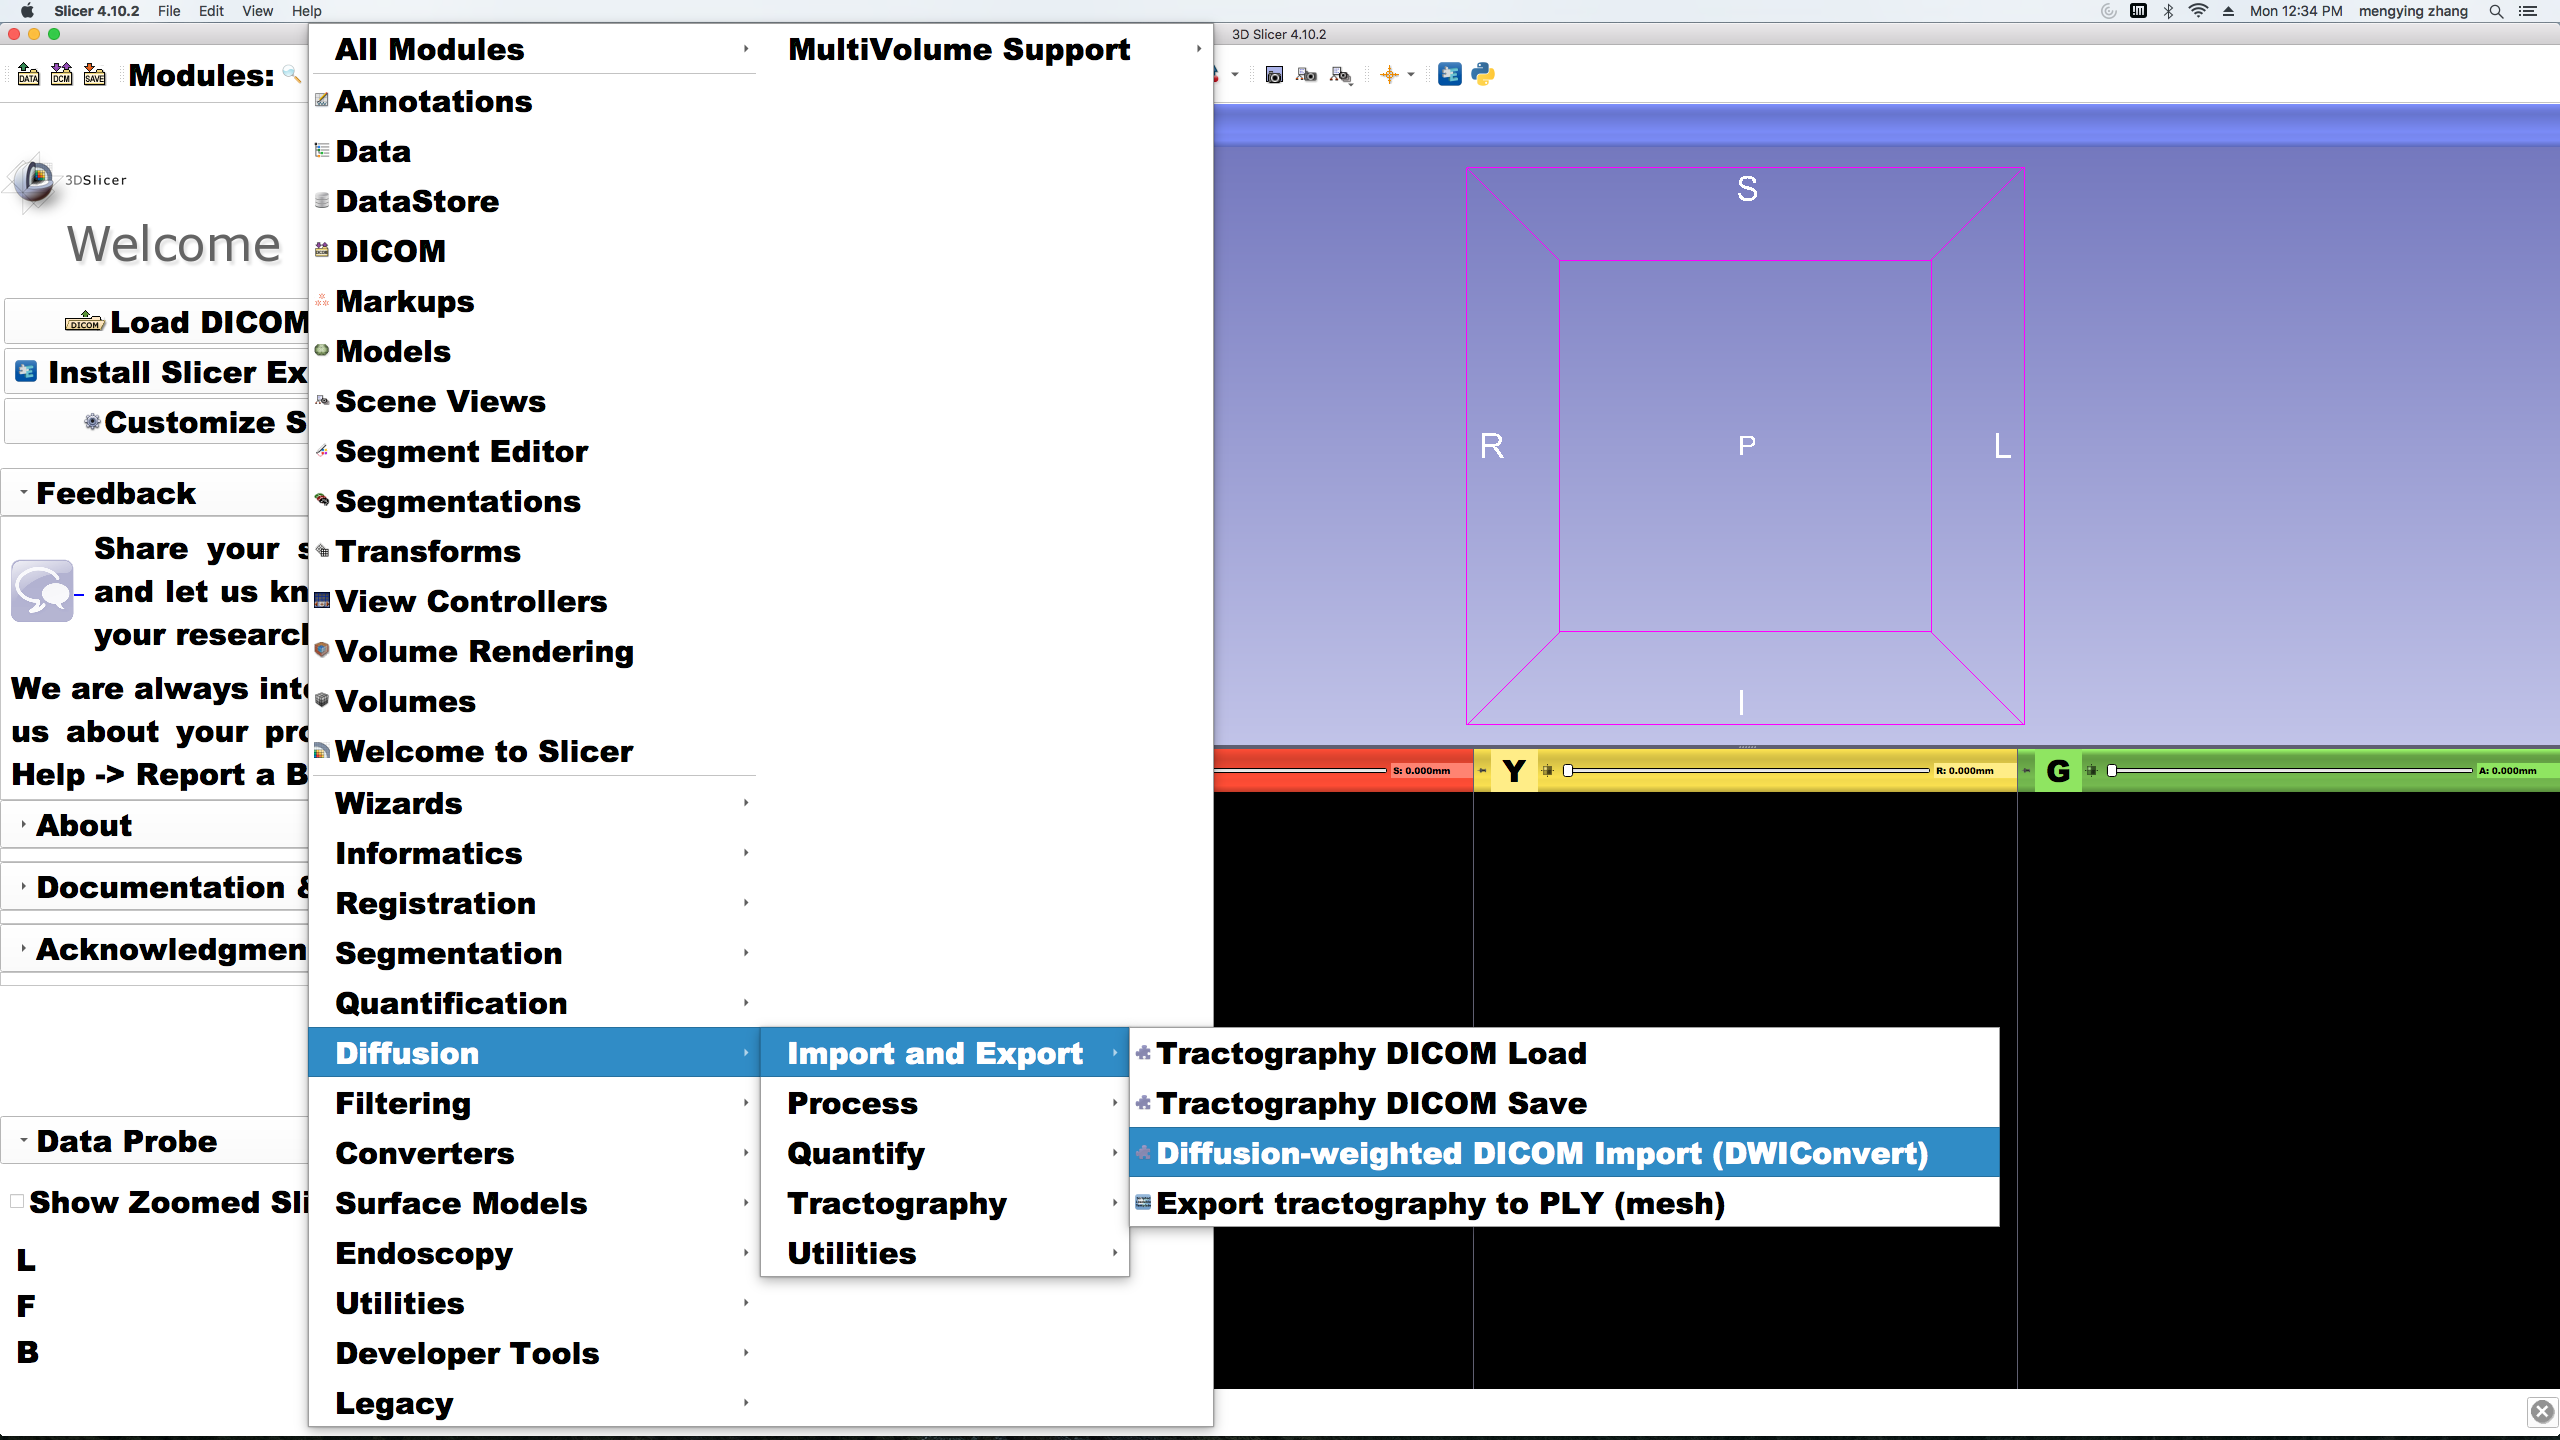 Slicer 4.10.2 File Edit View Help
Mon 12:34 PM mengying zhang
3D Slicer 4.10.2
DATA DCM SAVE Modules:
3DSlicer
Welcome
DICOM Load DICOM
Install Slicer Ex
Customize S
Feedback
Share your s
and let us kn
your research
We are always inte
us about your pro
Help -> Report a B
About
Documentation &
Acknowledgmen
Data Probe
Show Zoomed Sli
L
F
B
All Modules
Annotations
Data
DataStore
DICOM
Markups
Models
Scene Views
Segment Editor
Segmentations
Transforms
View Controllers
Volume Rendering
Volumes
Welcome to Slicer
Wizards
Informatics
Registration
Segmentation
Quantification
Diffusion
Filtering
Converters
Surface Models
Endoscopy
Utilities
Developer Tools
Legacy
MultiVolume Support
Import and Export
Process
Quantify
Tractography
Utilities
Tractography DICOM Load
Tractography DICOM Save
Diffusion-weighted DICOM Import (DWIConvert)
Export tractography to PLY (mesh)
S
R P L
I
S: 0.000mm
Y R: 0.000mm
G A: 0.000mm